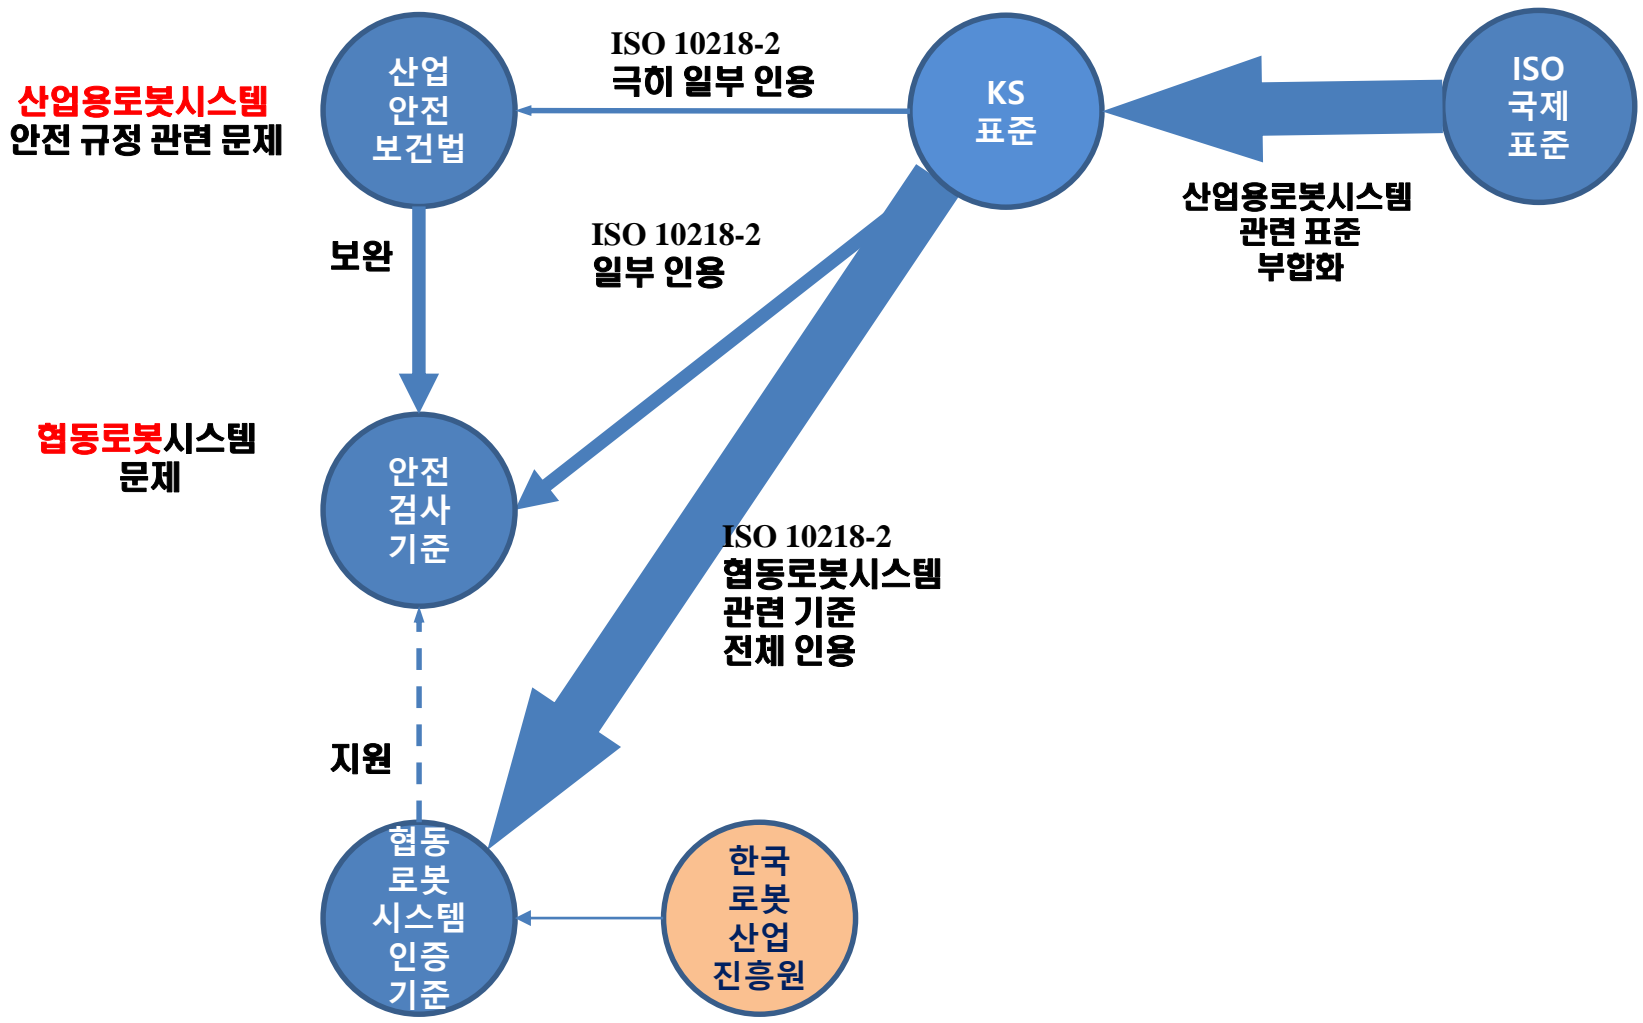 산업용로봇시스템
안전 규정 관련 문제
산업
안전
보건법
ISO 10218-2
극히 일부 인용
KS
표준
ISO
국제
표준
산업용로봇시스템
관련 표준
부합화
보완
ISO 10218-2
일부 인용
협동로봇시스템
문제
안전
검사
기준
ISO 10218-2
협동로봇시스템
관련 기준
전체 인용
지원
협동
로봇
시스템
인증
기준
한국
로봇
산업
진흥원